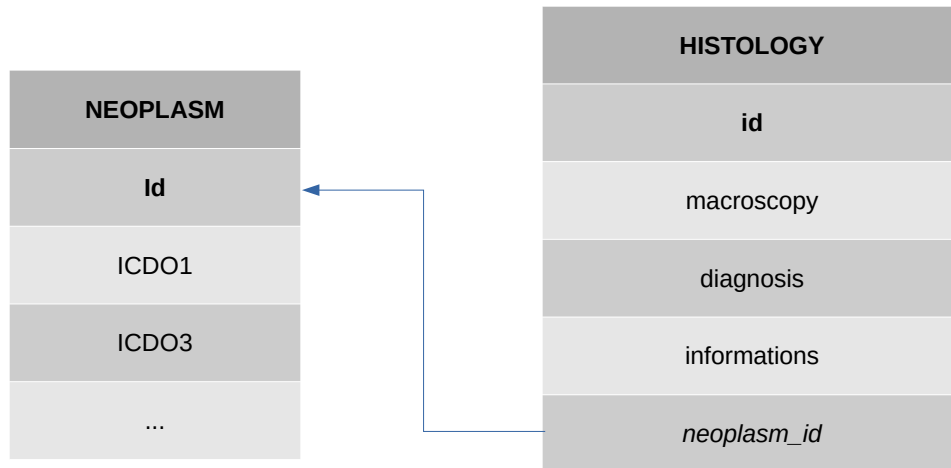 NEOPLASM
Id
ICDO1
ICDO3
...
HISTOLOGY
id
macroscopy
diagnosis
informations
neoplasm_id